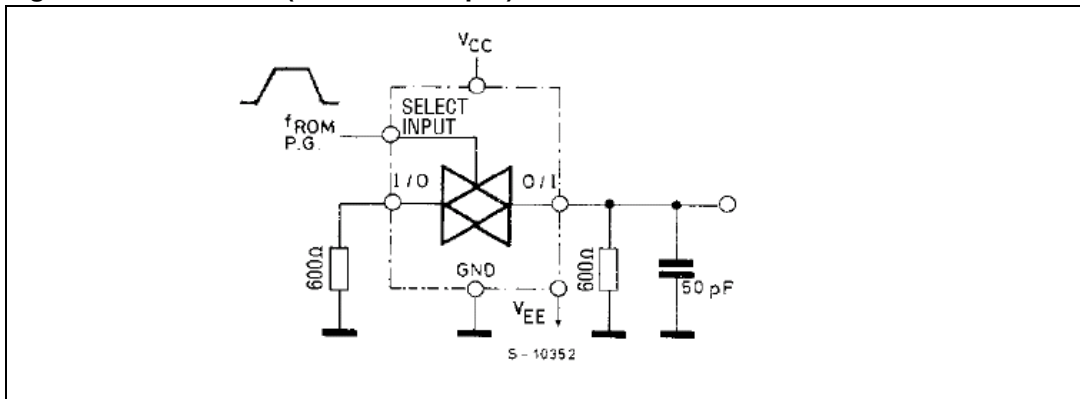 VCC
SELECT
INPUT
fROM
P.G.
I/O
O/I
600Ω
GND
VEE
600Ω
50 pF
S-10352